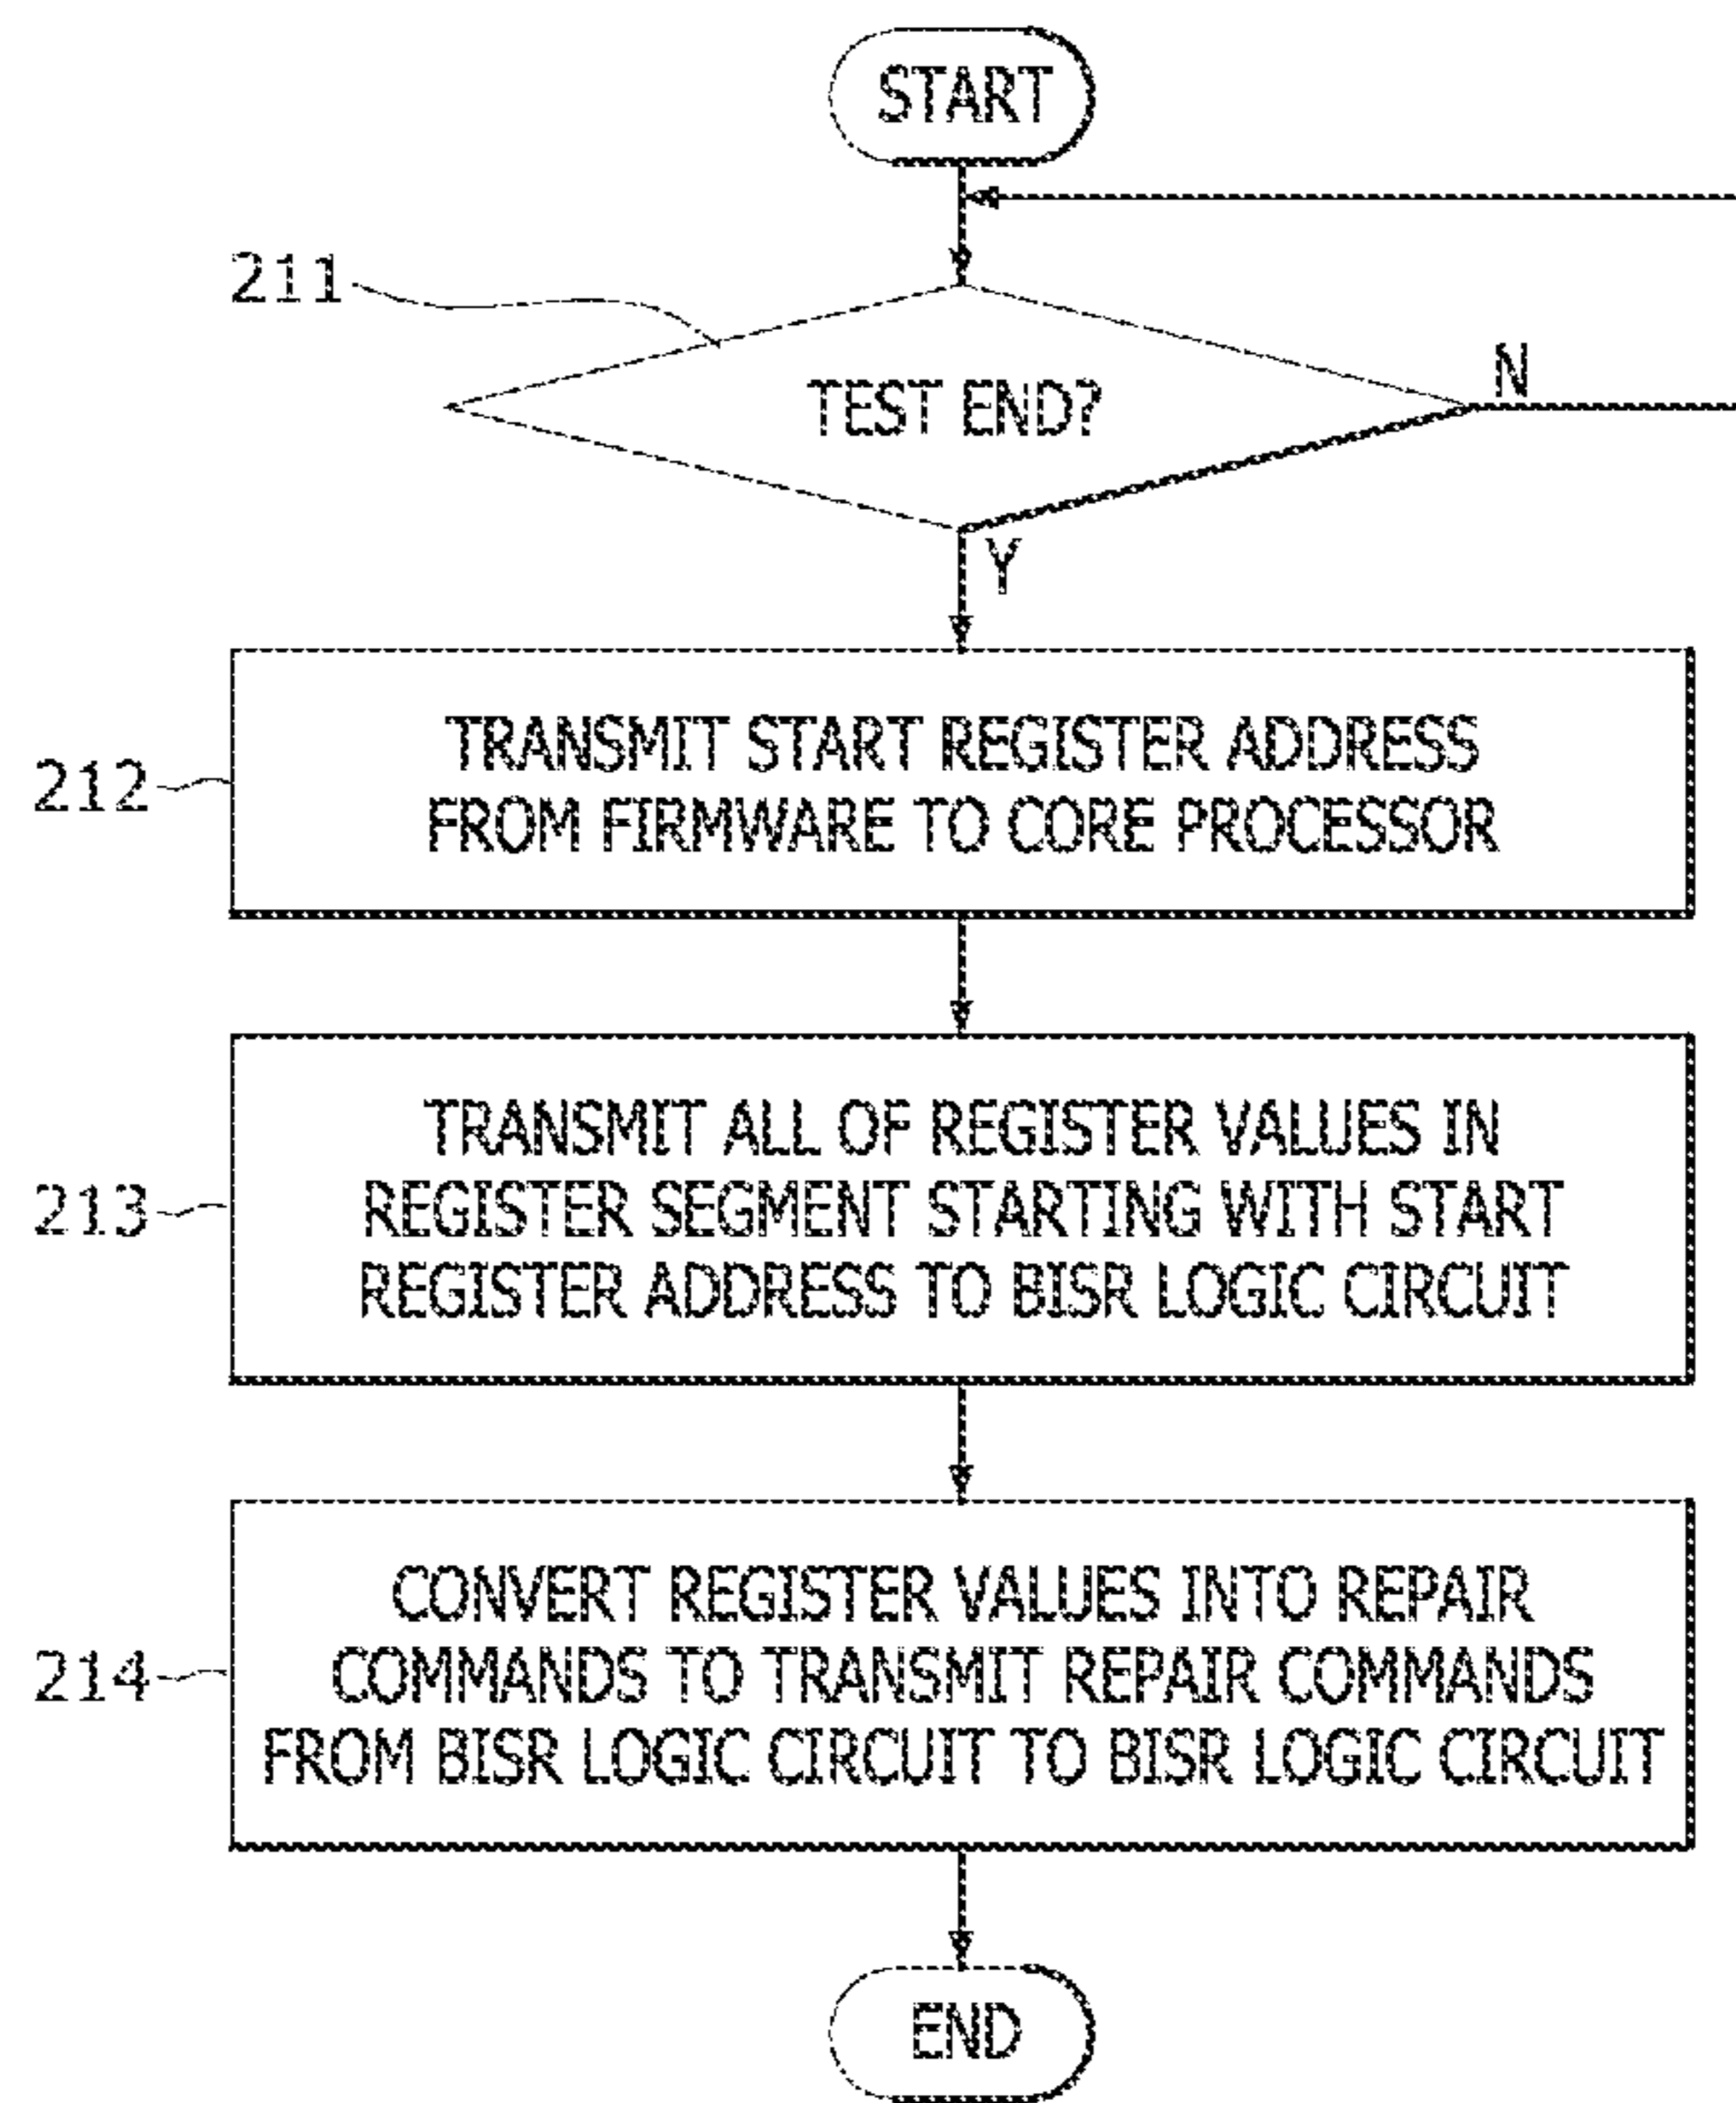 START
211
TEST END?
N
Y
212
TRANSMIT START REGISTER ADDRESS
FROM FIRMWARE TO CORE PROCESSOR
213
TRANSMIT ALL OF REGISTER VALUES IN
REGISTER SEGMENT STARTING WITH START
REGISTER ADDRESS TO BISR LOGIC CIRCUIT
214
CONVERT REGISTER VALUES INTO REPAIR
COMMANDS TO TRANSMIT REPAIR COMMANDS
FROM BISR LOGIC CIRCUIT TO BISR LOGIC CIRCUIT
END